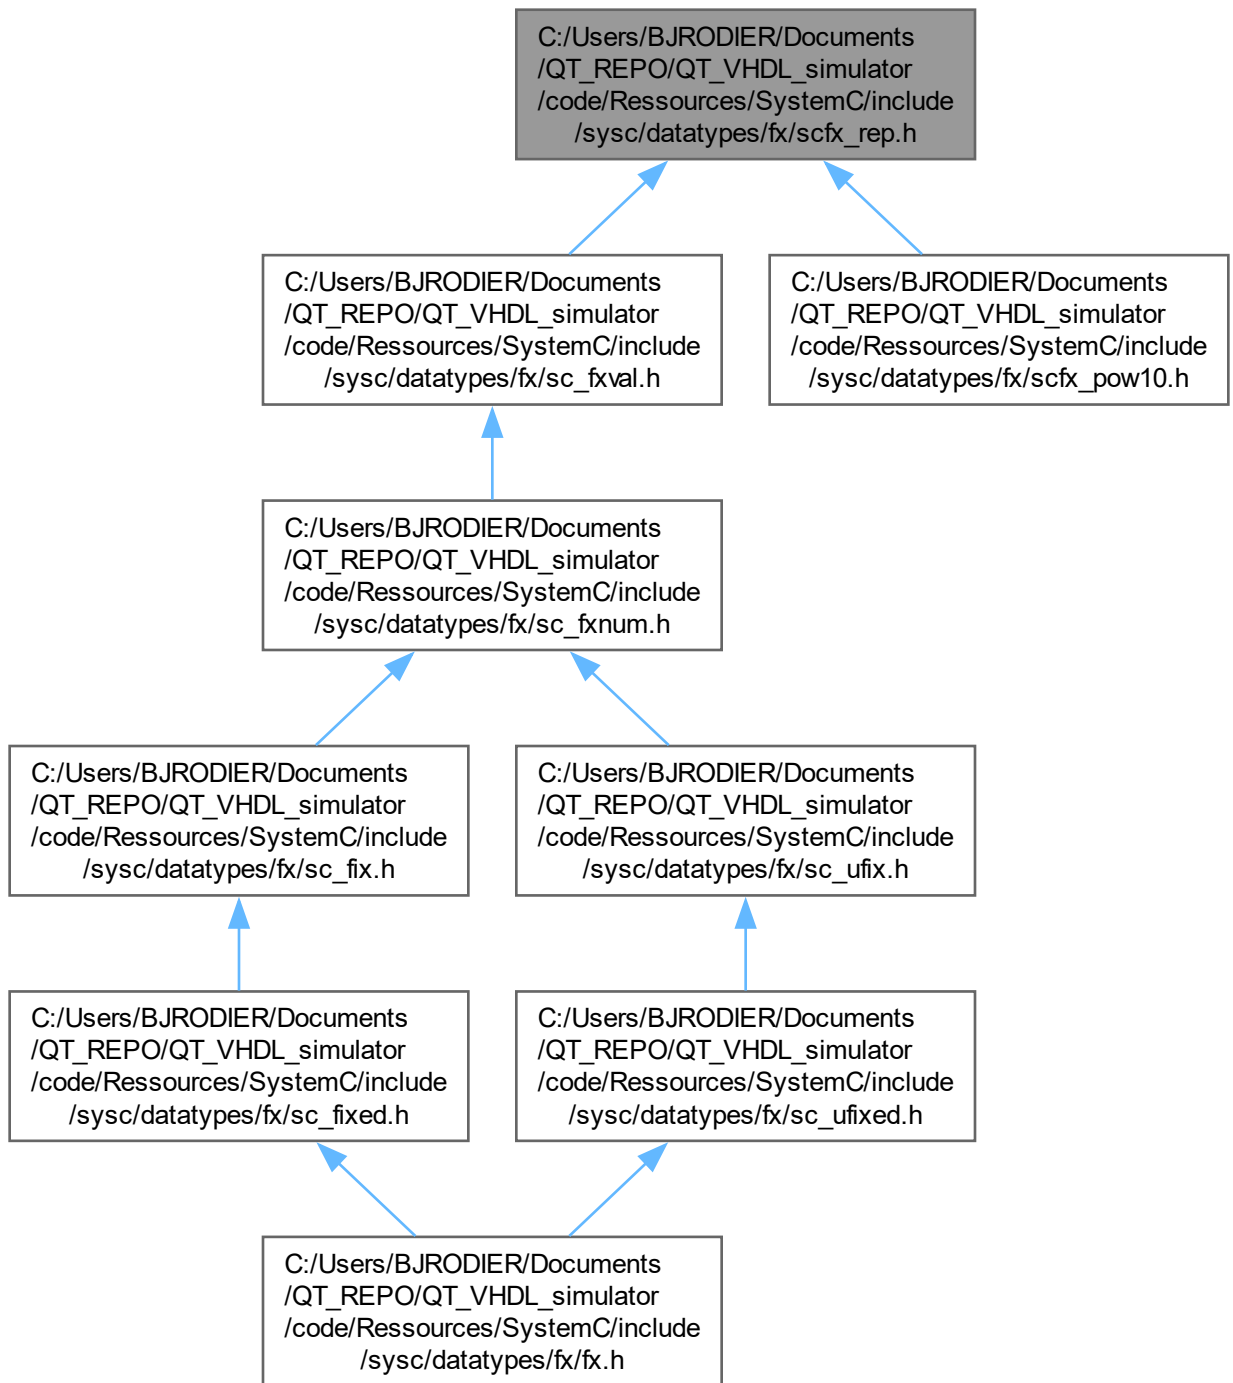 C:/Users/BJRODIER/Documents
/QT_REPO/QT_VHDL_simulator
/code/Ressources/SystemC/include
/sysc/datatypes/fx/scfx_rep.h
C:/Users/BJRODIER/Documents
/QT_REPO/QT_VHDL_simulator
/code/Ressources/SystemC/include
/sysc/datatypes/fx/sc_fxval.h
C:/Users/BJRODIER/Documents
/QT_REPO/QT_VHDL_simulator
/code/Ressources/SystemC/include
/sysc/datatypes/fx/scfx_pow10.h
C:/Users/BJRODIER/Documents
/QT_REPO/QT_VHDL_simulator
/code/Ressources/SystemC/include
/sysc/datatypes/fx/sc_fxnum.h
C:/Users/BJRODIER/Documents
/QT_REPO/QT_VHDL_simulator
/code/Ressources/SystemC/include
/sysc/datatypes/fx/sc_fix.h
C:/Users/BJRODIER/Documents
/QT_REPO/QT_VHDL_simulator
/code/Ressources/SystemC/include
/sysc/datatypes/fx/sc_ufix.h
C:/Users/BJRODIER/Documents
/QT_REPO/QT_VHDL_simulator
/code/Ressources/SystemC/include
/sysc/datatypes/fx/sc_fixed.h
C:/Users/BJRODIER/Documents
/QT_REPO/QT_VHDL_simulator
/code/Ressources/SystemC/include
/sysc/datatypes/fx/sc_ufixed.h
C:/Users/BJRODIER/Documents
/QT_REPO/QT_VHDL_simulator
/code/Ressources/SystemC/include
/sysc/datatypes/fx/fx.h